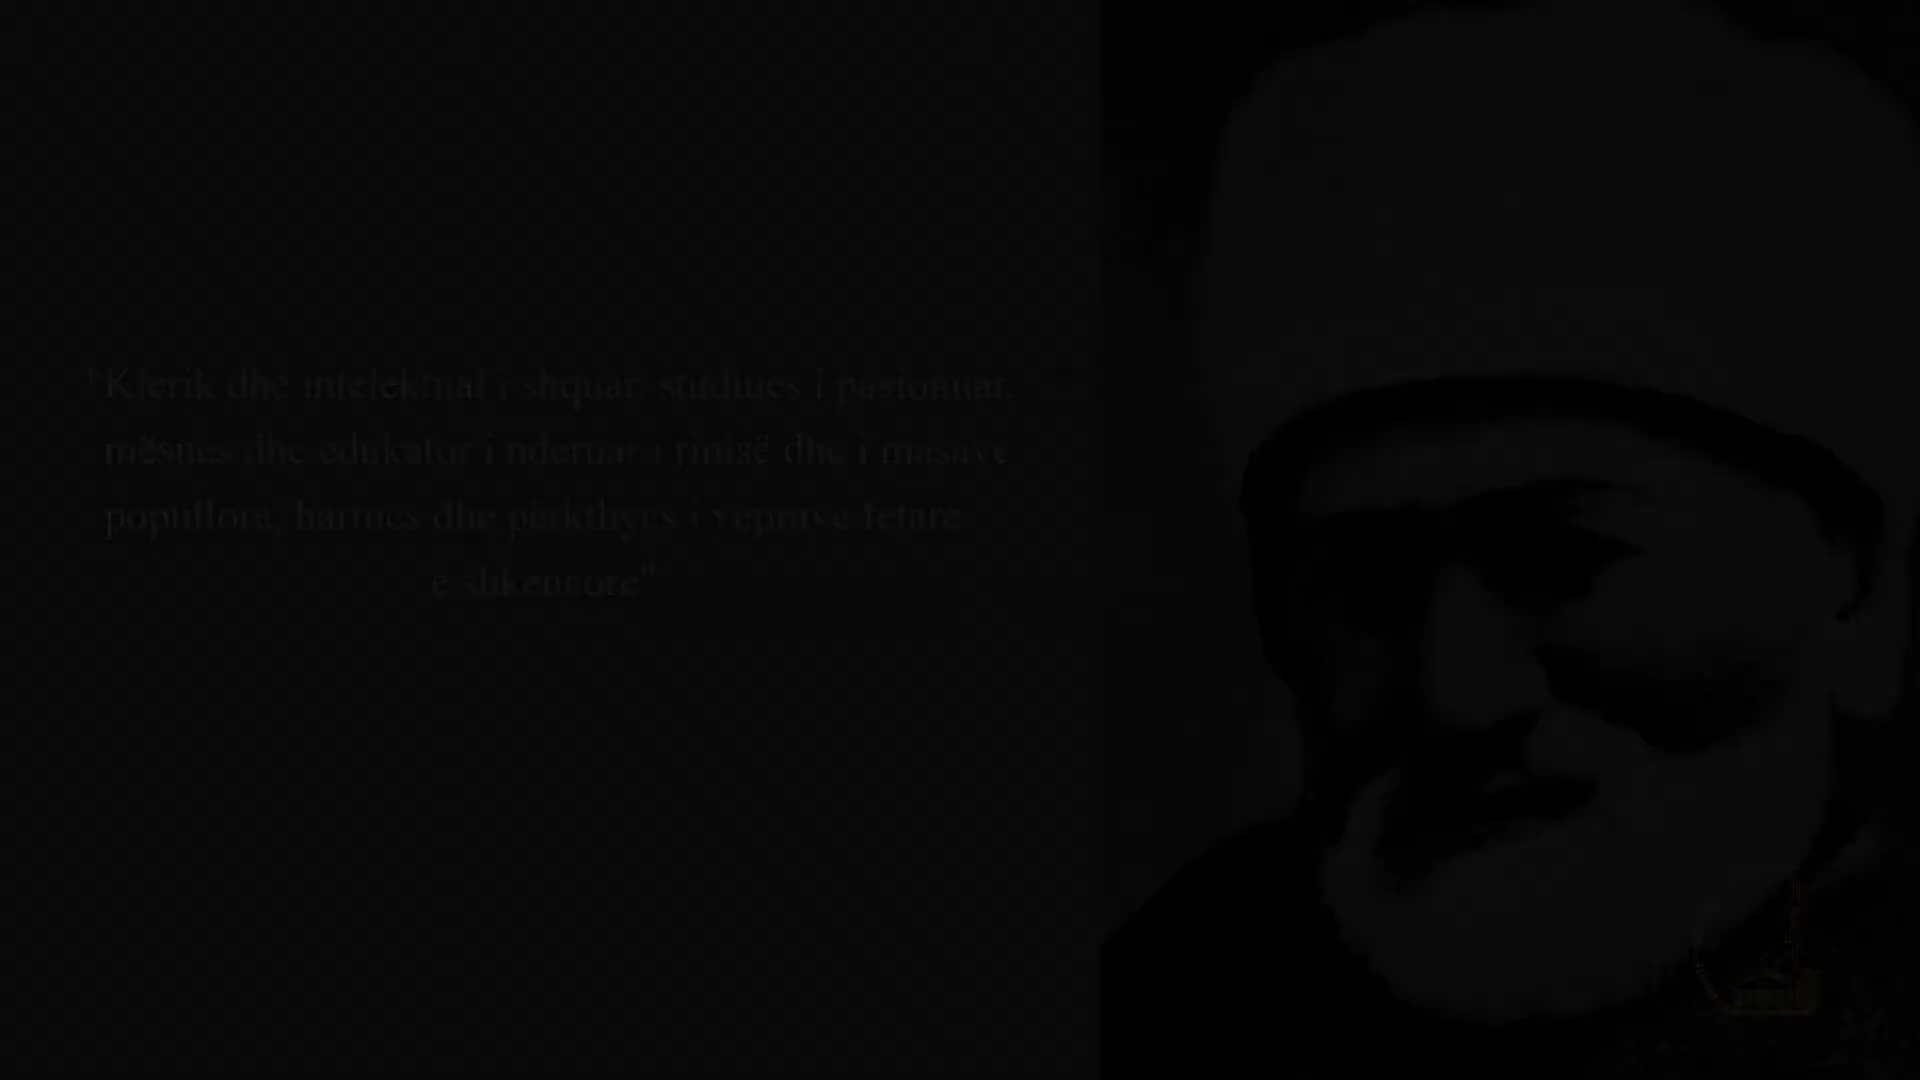 "Klerik dhe intelektual i shquar, studiues i pasionuar,
mësues dhe edukator i nderuar i rinisë dhe i masave
popullore, hartues dhe përkthyes i veprave fetare
e shkencore"